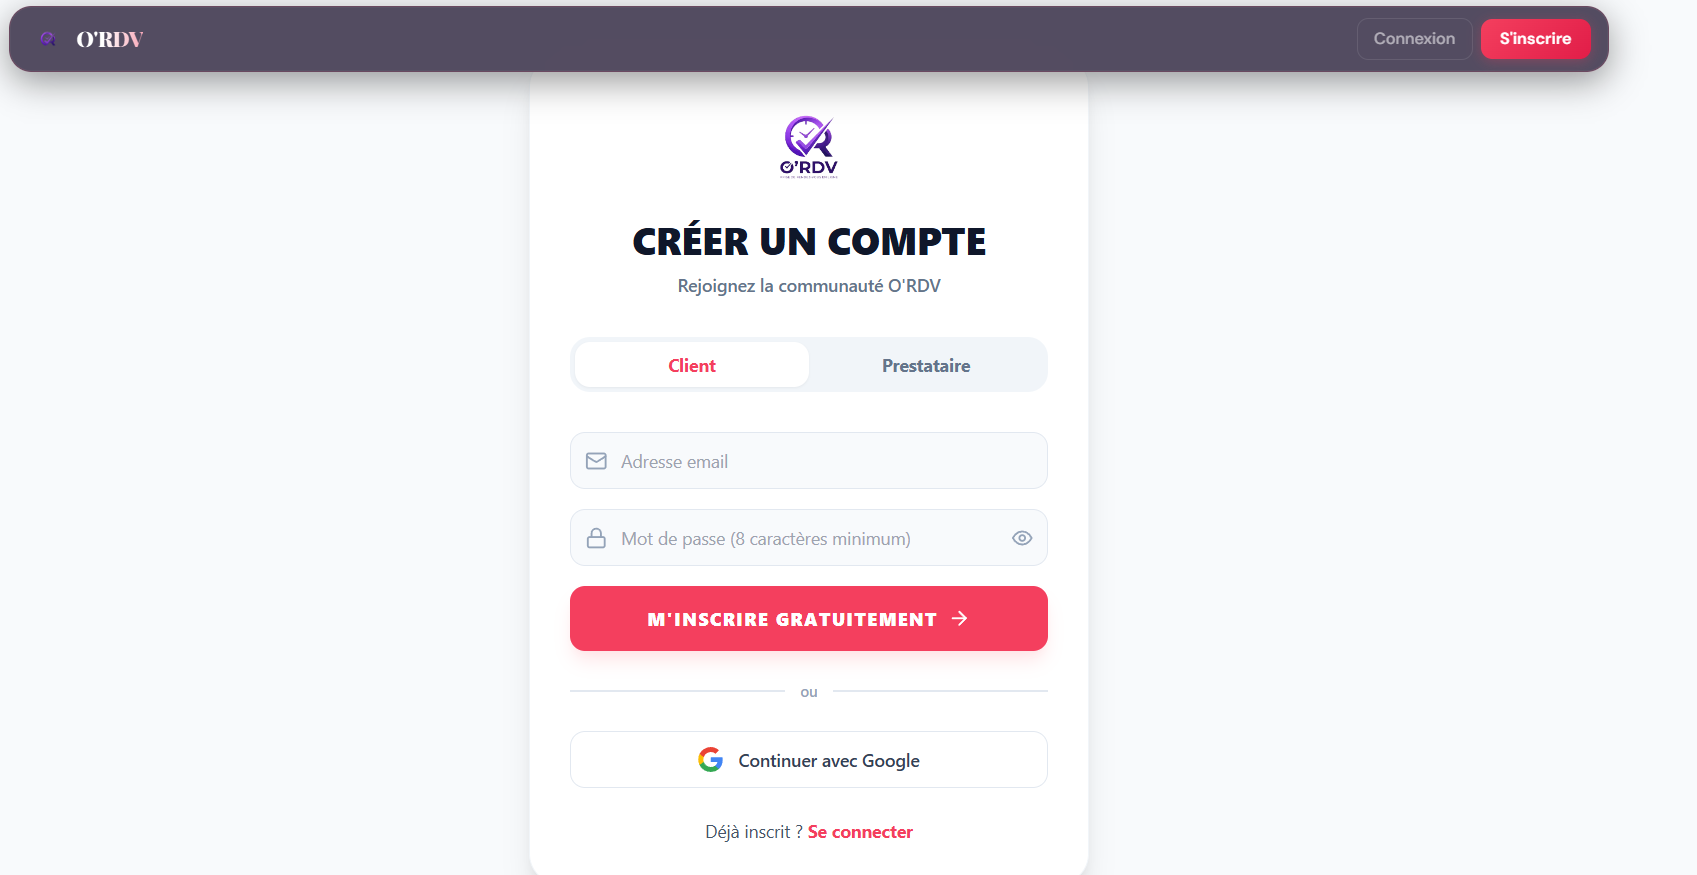 O'RDV
Connexion
S'inscrire
O'RDV
CRÉER UN COMPTE
Rejoignez la communauté O'RDV
Client
Prestataire
Adresse email
Mot de passe (8 caractères minimum)
M'INSCRIRE GRATUITEMENT
ou
Continuer avec Google
Déjà inscrit ? Se connecter